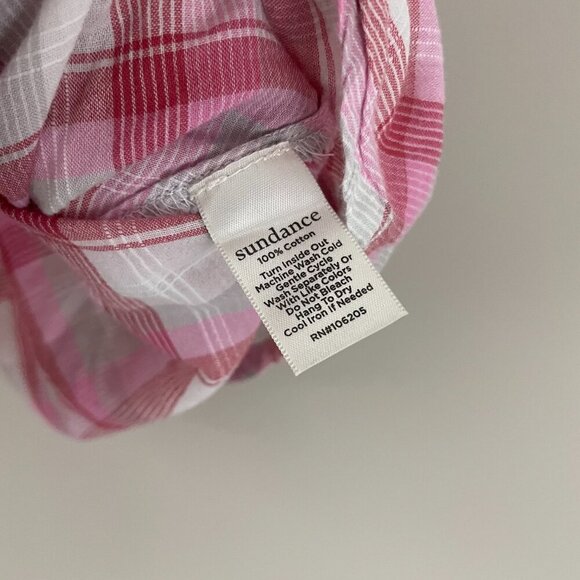 sundance
100% Cotton
Turn Inside Out
Machine Wash Cold
Gentle Cycle
Wash Separately Or
With Like Colors
Do Not Bleach
Hang To Dry
Cool Iron if Needed
RN#106205